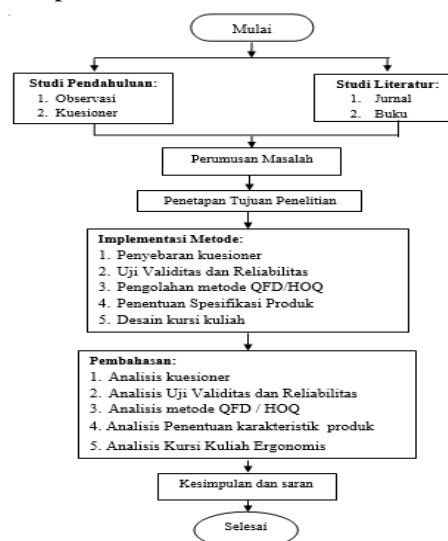 Mulai
Studi Pendahuluan:
1. Observasi
2. Kuesioner
Studi Literatur:
1. Jurnal
2. Buku
Perumusan Masalah
Penetapan Tujuan Penelitian
Implementasi Metode:
1. Penyebaran kuesioner
2. Uji Validitas dan Reliabilitas
3. Pengolahan metode QFD/HOQ
4. Penentuan Spesifikasi Produk
5. Desain kursi kuliah
Pembahasan:
1. Analisis kuesioner
2. Analisis Uji Validitas dan Reliabilitas
3. Analisis metode QFD / HOQ
4. Analisis Penentuan karakteristik produk
5. Analisis Kursi Kuliah Ergonomis
Kesimpulan dan saran
Selesai